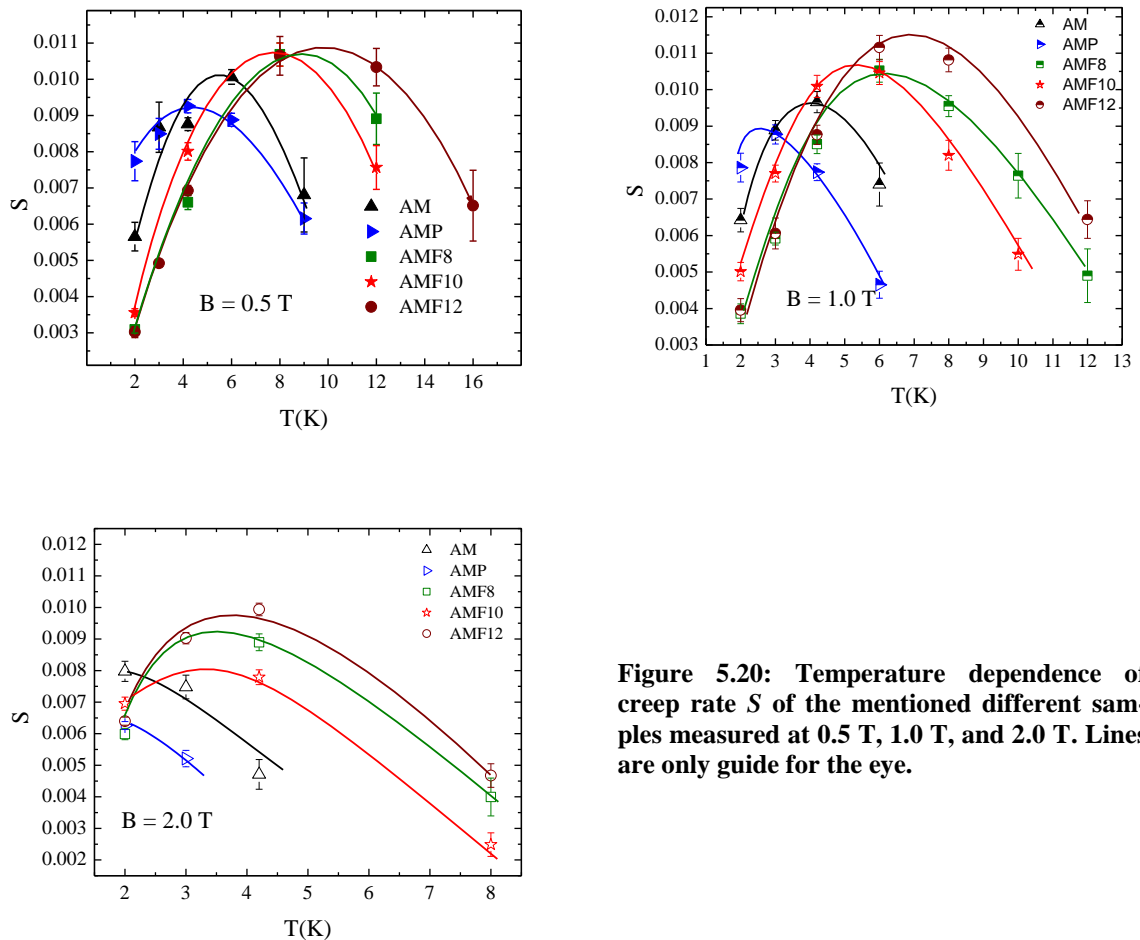 0.011
0.010
0.009
0.008
0.007
0.006
0.005
0.004
0.003
S
2 4 6 8 10 12 14 16
T(K)
B = 0.5 T
AM
AMP
AMF8
AMF10
AMF12
0.012
0.011
0.010
0.009
0.008
0.007
0.006
0.005
0.004
0.003
S
1 2 3 4 5 6 7 8 9 10 11 12 13
T(K)
B = 1.0 T
AM
AMP
AMF8
AMF10
AMF12
0.012
0.011
0.010
0.009
0.008
0.007
0.006
0.005
0.004
0.003
0.002
S
2 3 4 5 6 7 8
T(K)
B = 2.0 T
AM
AMP
AMF8
AMF10
AMF12
Figure 5.20: Temperature dependence of
creep rate S of the mentioned different sam-
ples measured at 0.5 T, 1.0 T, and 2.0 T. Lines
are only guide for the eye.